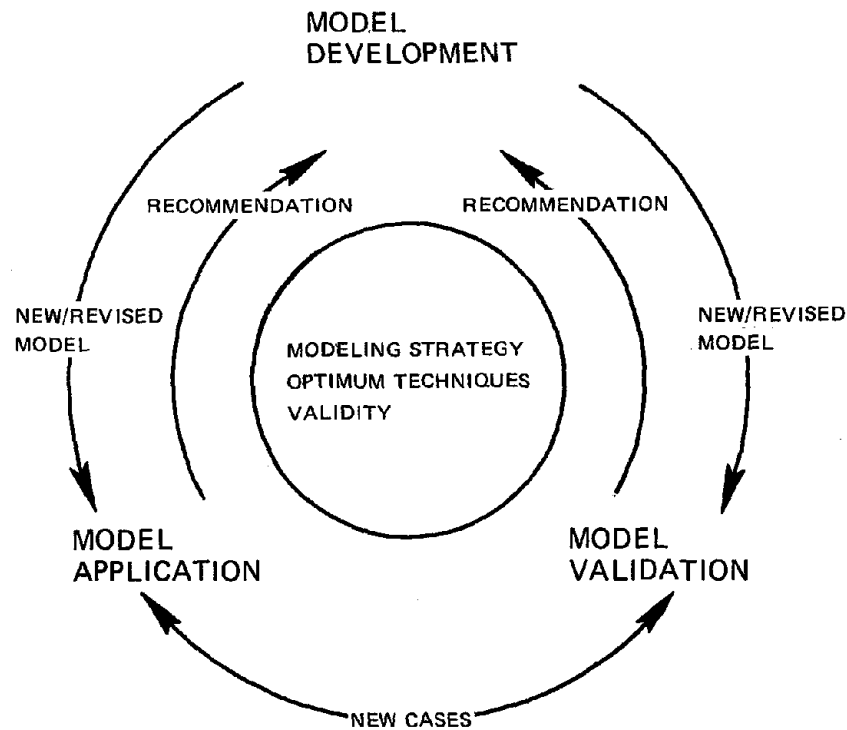 MODEL
DEVELOPMENT
RECOMMENDATION
RECOMMENDATION
NEW/REVISED
MODEL
NEW/REVISED
MODEL
MODELING STRATEGY
OPTIMUM TECHNIQUES
VALIDITY
MODEL
APPLICATION
MODEL
VALIDATION
NEW CASES